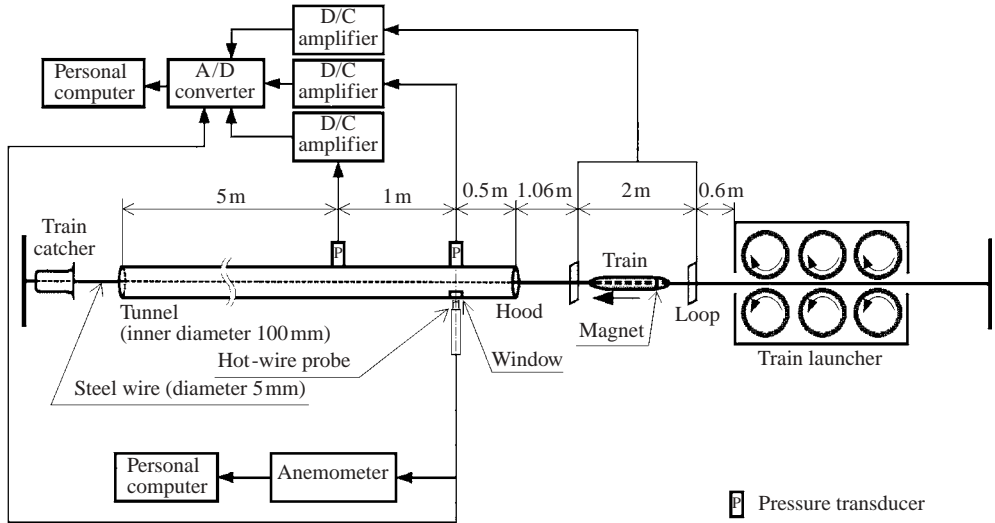 D/C
amplifier
Personal
computer
A/D
converter
D/C
amplifier
D/C
amplifier
5 m
1 m
0.5 m
1.06 m
2 m
0.6 m
Train
catcher
P
P
Train
Tunnel
(inner diameter 100 mm)
Hood
Magnet
Loop
Hot-wire probe
Window
Train launcher
Steel wire (diameter 5 mm)
Personal
computer
Anemometer
P Pressure transducer